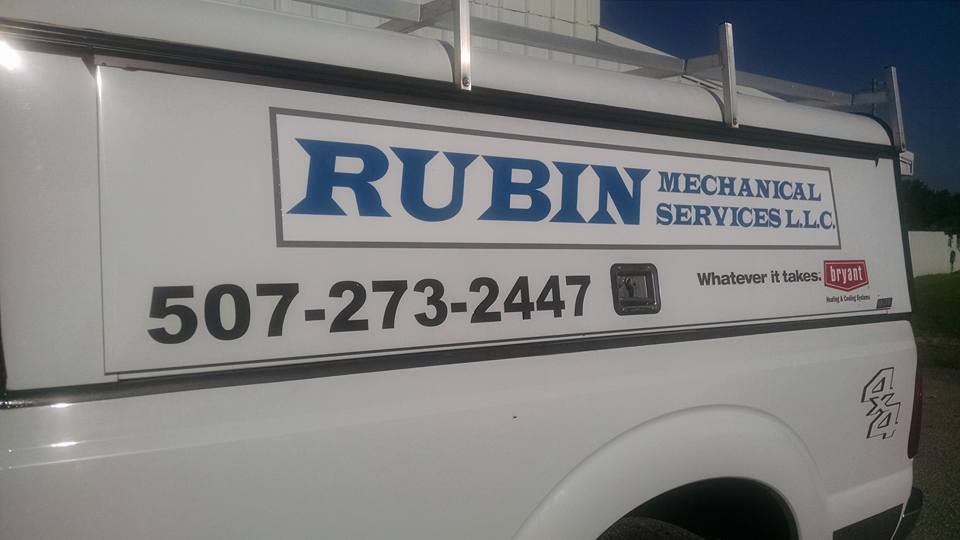 RUBIN MECHANICAL
SERVICES L.L.C.
507-273-2447
Whatever it takes. bryant
Heating & Cooling Systems
4x4